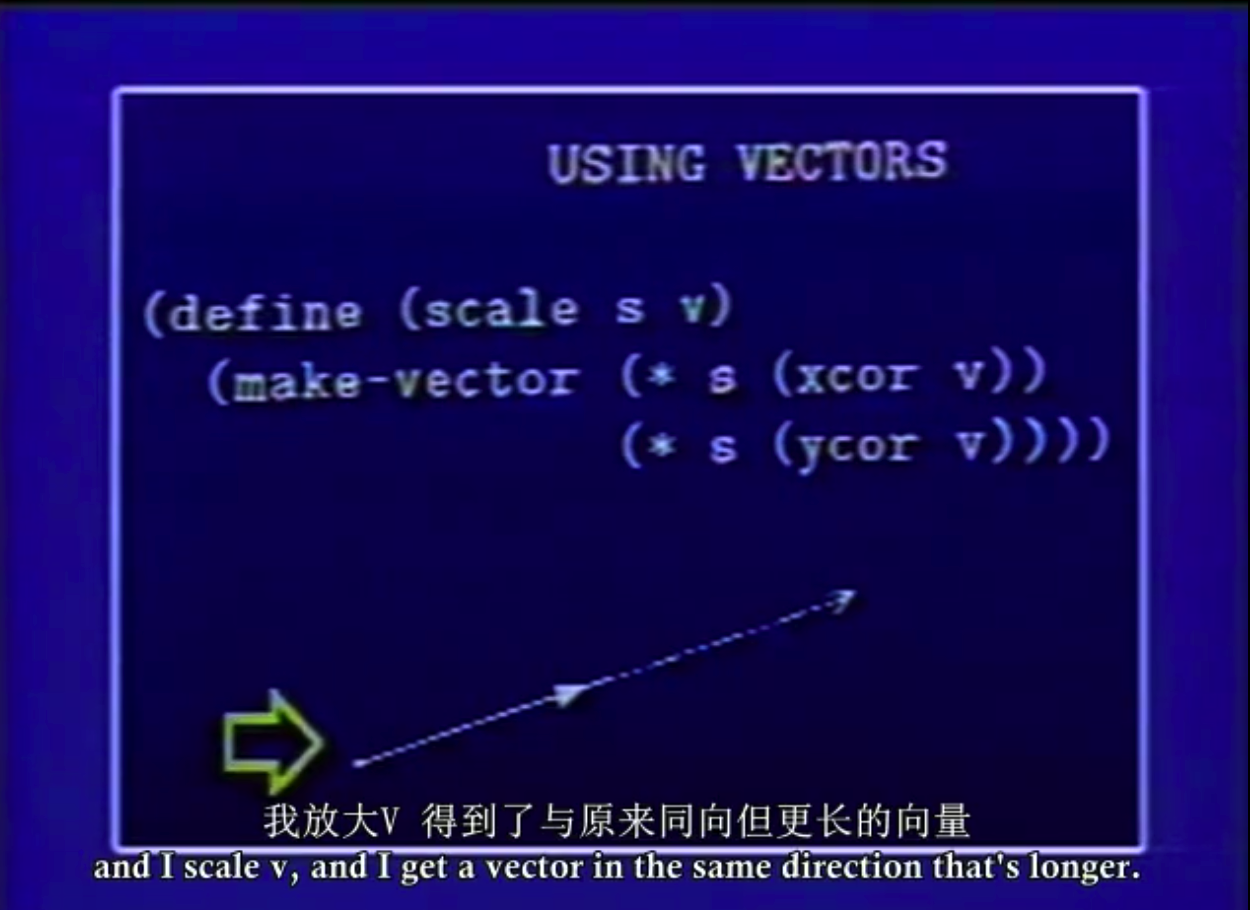 USING VECTORS
(define (scale s v)
(make-vector (* s (xcor v))
(* s (ycor v))))
我放大V 得到了与原来同向但更长的向量
and I scale v, and I get a vector in the same direction that's longer.